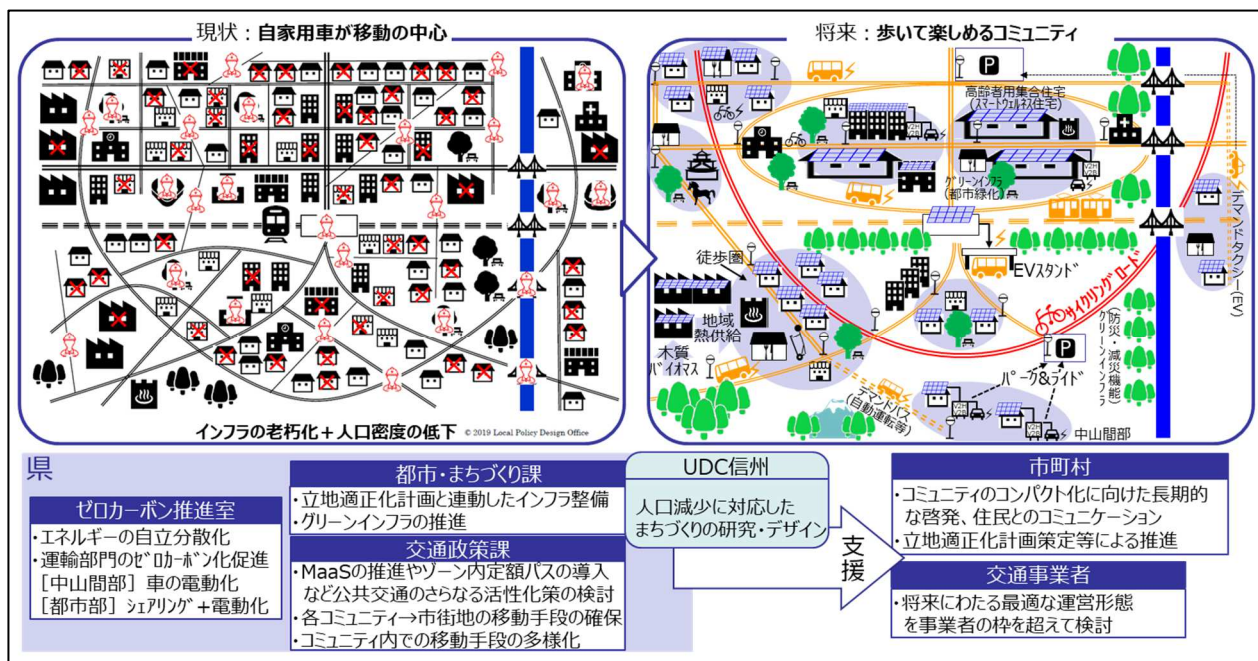 現状：自家用車が移動の中心
インフラの老朽化＋人口密度の低下
© 2019 Local Policy Design Office
将来：歩いて楽しめるコミュニティ
P
高齢者用集合住宅
(スマートウェルネス住宅)
グリーンインフラ
(都市緑化)
デマンドタクシー(EV)
徒歩圏
EVスタンド
サイクリングロード
地域
熱供給
木質
バイオマス
P
パーク&ライド
防災・減災機能
グリーンインフラ
デマンドバス
(自動運転等)
中山間部
県
ゼロカーボン推進室
・エネルギーの自立分散化
・運輸部門のｾﾞﾛｶｰﾎﾞﾝ化促進
［中山間部］車の電動化
［都市部］ｼｪｱﾘﾝｸﾞ+電動化
都市・まちづくり課
・立地適正化計画と連動したインフラ整備
・グリーンインフラの推進
交通政策課
・MaaSの推進やゾーン内定額パスの導入
など公共交通のさらなる活性化策の検討
・各コミュニティ→市街地の移動手段の確保
・コミュニティ内での移動手段の多様化
UDC信州
人口減少に対応した
まちづくりの研究・デザイン
支援
市町村
・コミュニティのコンパクト化に向けた長期的
な啓発、住民とのコミュニケーション
・立地適正化計画策定等による推進
交通事業者
・将来にわたる最適な運営形態
を事業者の枠を超えて検討